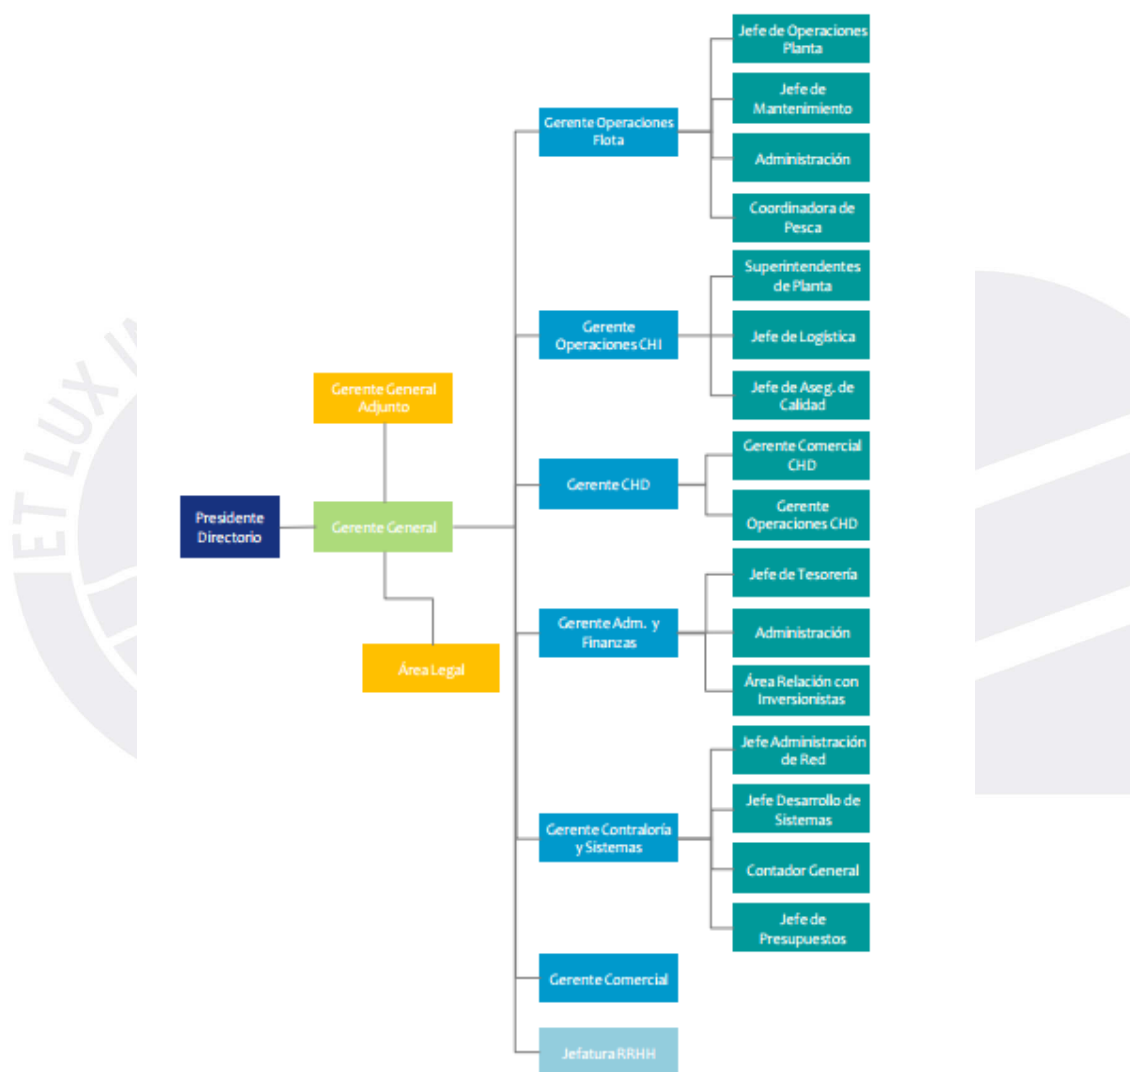 Jefe de Operaciones
Planta
Jefe de
Mantenimiento
Gerente Operaciones
Flota
Administración
Coordinadora de
Pesca
Superintendentes
de Planta
Gerente
Operaciones CHI
Jefe de Logística
Jefe de Aseg. de
Calidad
Gerente General
Adjunto
Gerente Comercial
CHD
Gerente CHD
Gerente
Operaciones CHD
Presidente
Directorio
Gerente General
Jefe de Tesorería
Gerente Adm. y
Finanzas
Administración
Área Legal
Área Relación con
Inversionistas
Jefe Administración
de Red
Jefe Desarrollo de
Sistemas
Gerente Contraloría
y Sistemas
Contador General
Jefe de
Presupuestos
Gerente Comercial
Jefatura RRHH
ET LUX IN